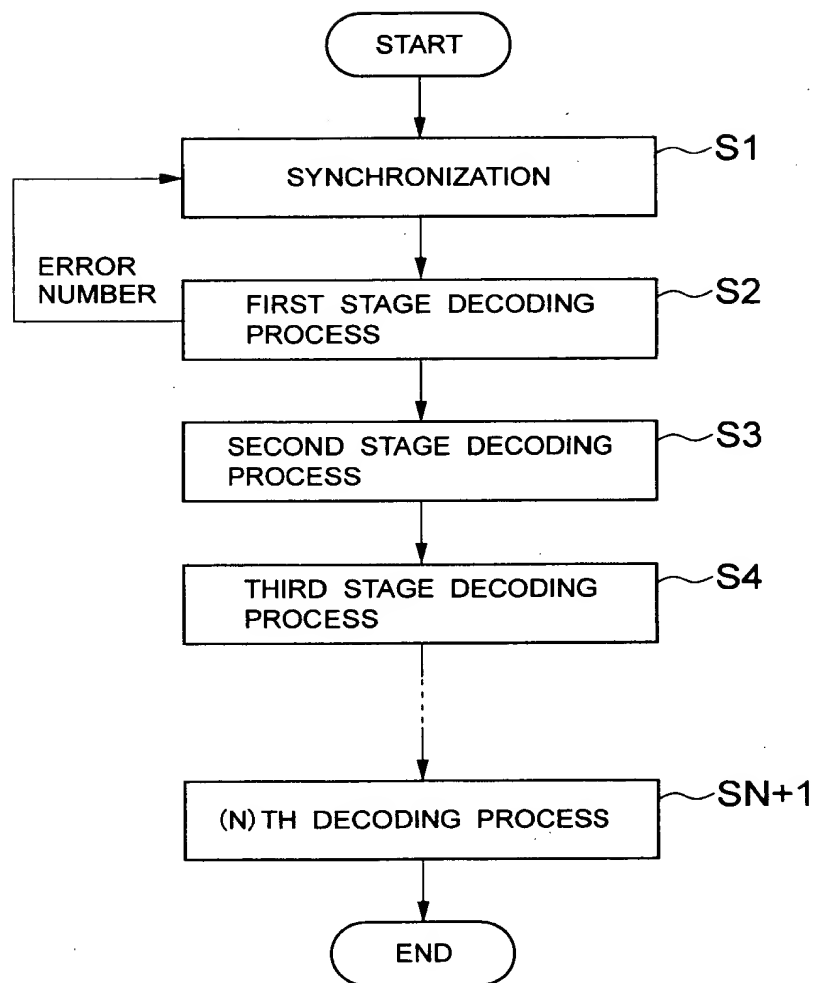 START
SYNCHRONIZATION
S1
ERROR
NUMBER
FIRST STAGE DECODING
PROCESS
S2
SECOND STAGE DECODING
PROCESS
S3
THIRD STAGE DECODING
PROCESS
S4
(N)TH DECODING PROCESS
SN+1
END